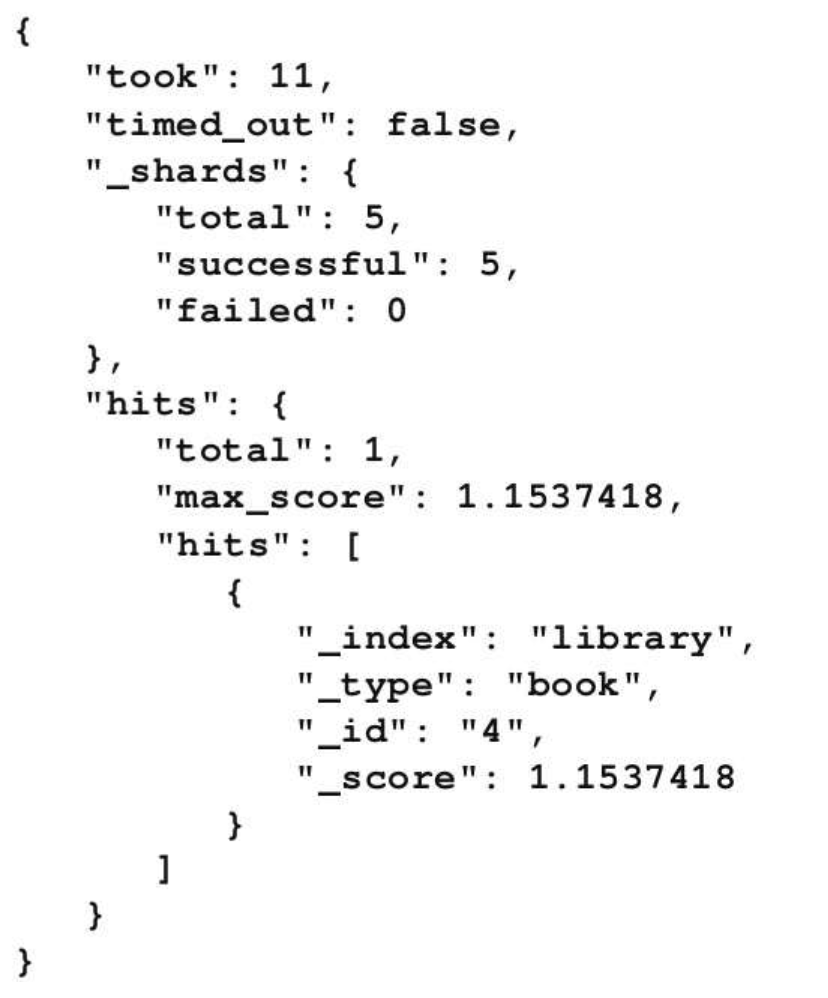 {
    "took": 11,
    "timed_out": false,
    "_shards": {
        "total": 5,
        "successful": 5,
        "failed": 0
    },
    "hits": {
        "total": 1,
        "max_score": 1.1537418,
        "hits": [
            {
                "_index": "library",
                "_type": "book",
                "_id": "4",
                "_score": 1.1537418
            }
        ]
    }
}